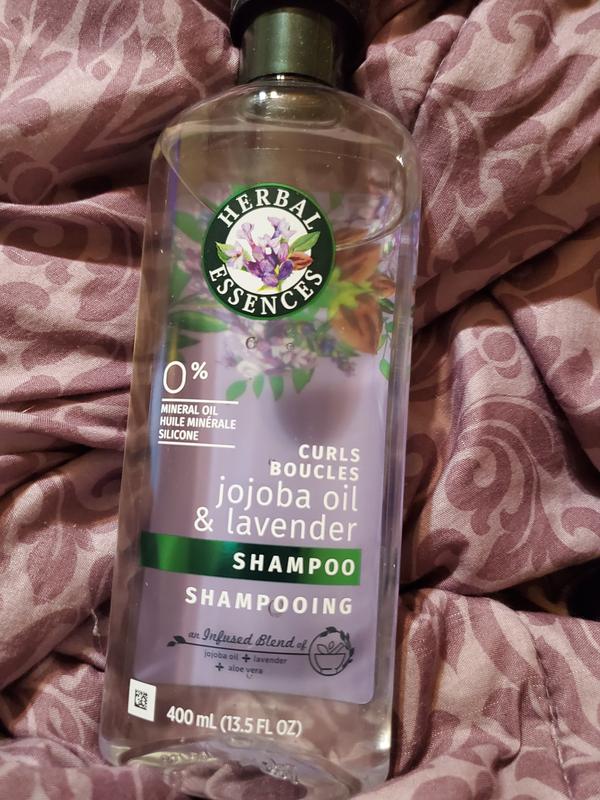 HERBAL
ESSENCES
0%
MINERAL OIL
HUILE MINÉRALE
SILICONE
CURLS
BOUCLES
jojoba oil
& lavender
SHAMPOO
SHAMPOOING
an Infused Blend of
jojoba oil + lavender
+ aloe vera
400 mL (13.5 FL OZ)